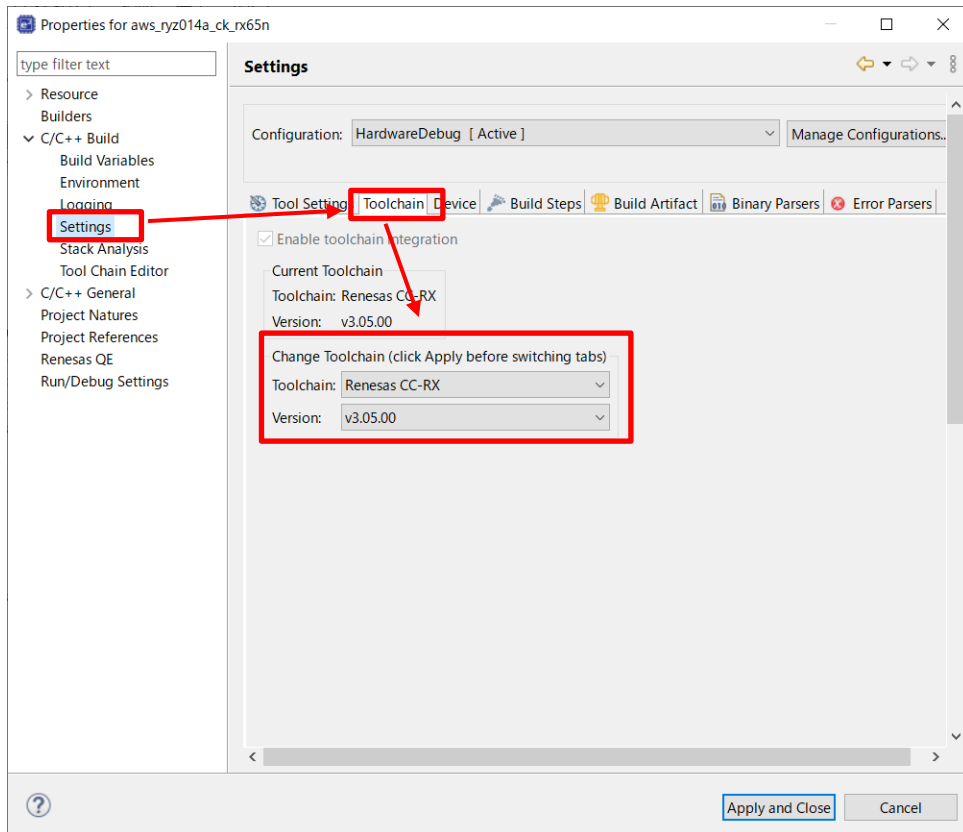 Properties for aws_ryz014a_ck_rx65n
type filter text
Settings
Resource
Builders
C/C++ Build
Build Variables
Environment
Logging
Settings
Stack Analysis
Tool Chain Editor
C/C++ General
Project Natures
Project References
Renesas QE
Run/Debug Settings
Configuration: HardwareDebug [ Active ] Manage Configurations..
Tool Setting Toolchain Device Build Steps Build Artifact Binary Parsers Error Parsers
Enable toolchain integration
Current Toolchain
Toolchain: Renesas CC-RX
Version: v3.05.00
Change Toolchain (click Apply before switching tabs)
Toolchain: Renesas CC-RX
Version: v3.05.00
Apply and Close Cancel